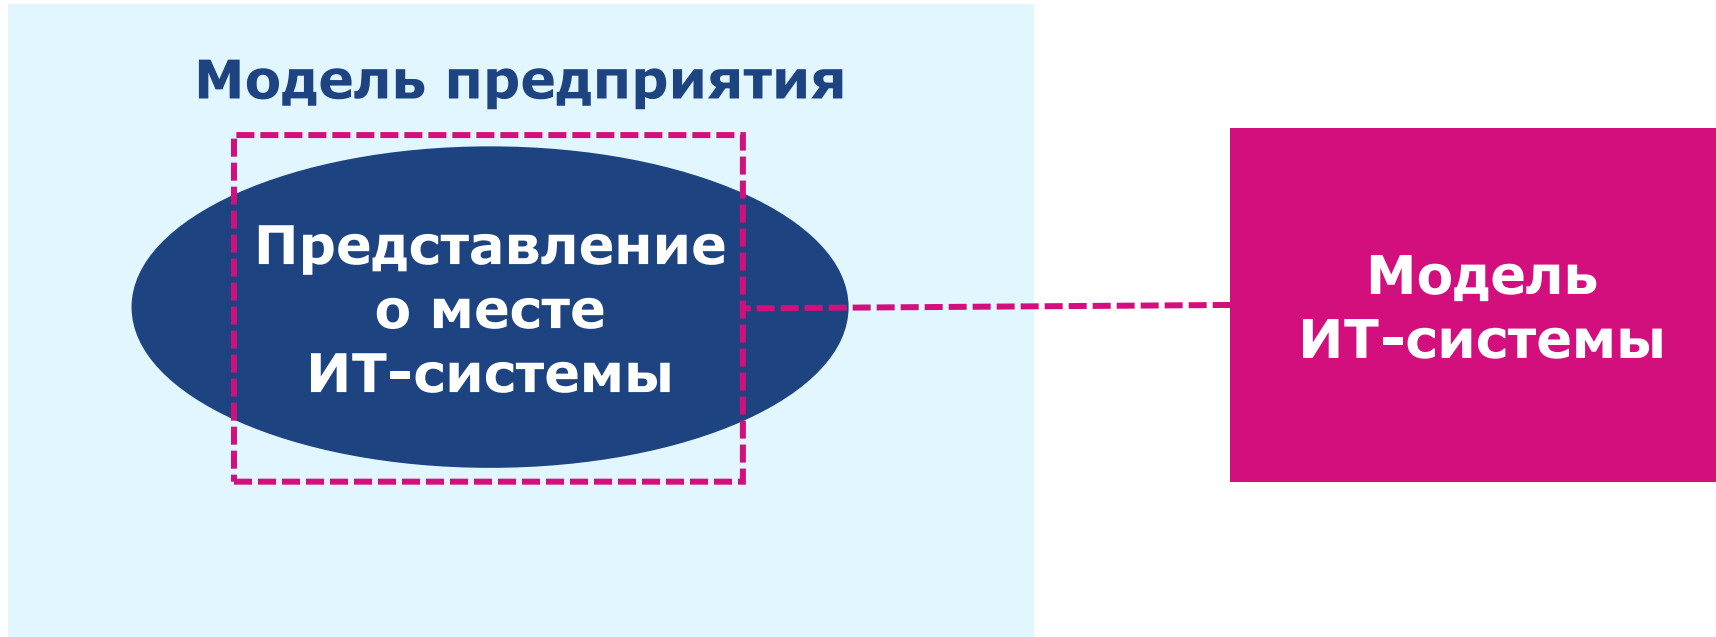 Модель предприятия
Представление
о месте
ИТ-системы
Модель
ИТ-системы